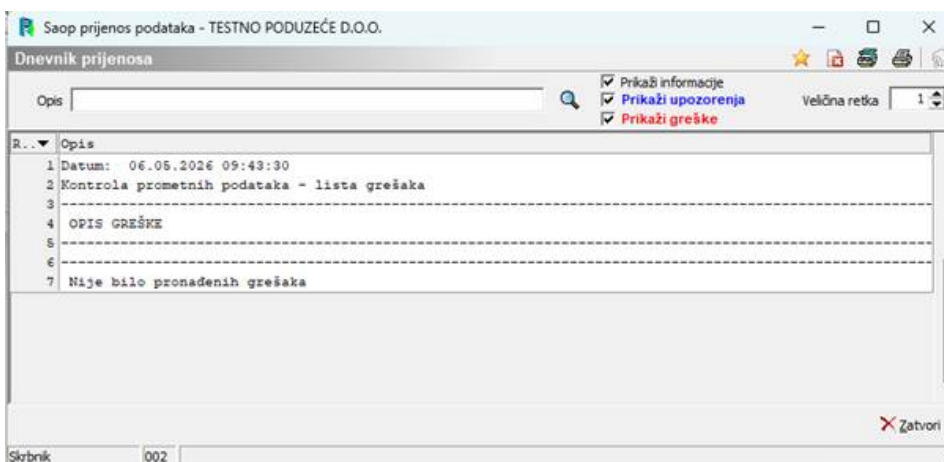 Saop prijenos podataka - TESTNO PODUZEĆE D.O.O.
Dnevnik prijenosa
Opis
Prikaži informacije
Prikaži upozorenja
Prikaži greške
Veličina retka 1
R.. Opis
1 Datum: 06.05.2026 09:43:30
2 Kontrola prometnih podataka - lista grešaka
3 ------------------------------------------------------------
4 OPIS GREŠKE
5 ------------------------------------------------------------
6 ------------------------------------------------------------
7 Nije bilo pronađenih grešaka
Zatvori
Skrbnik 002